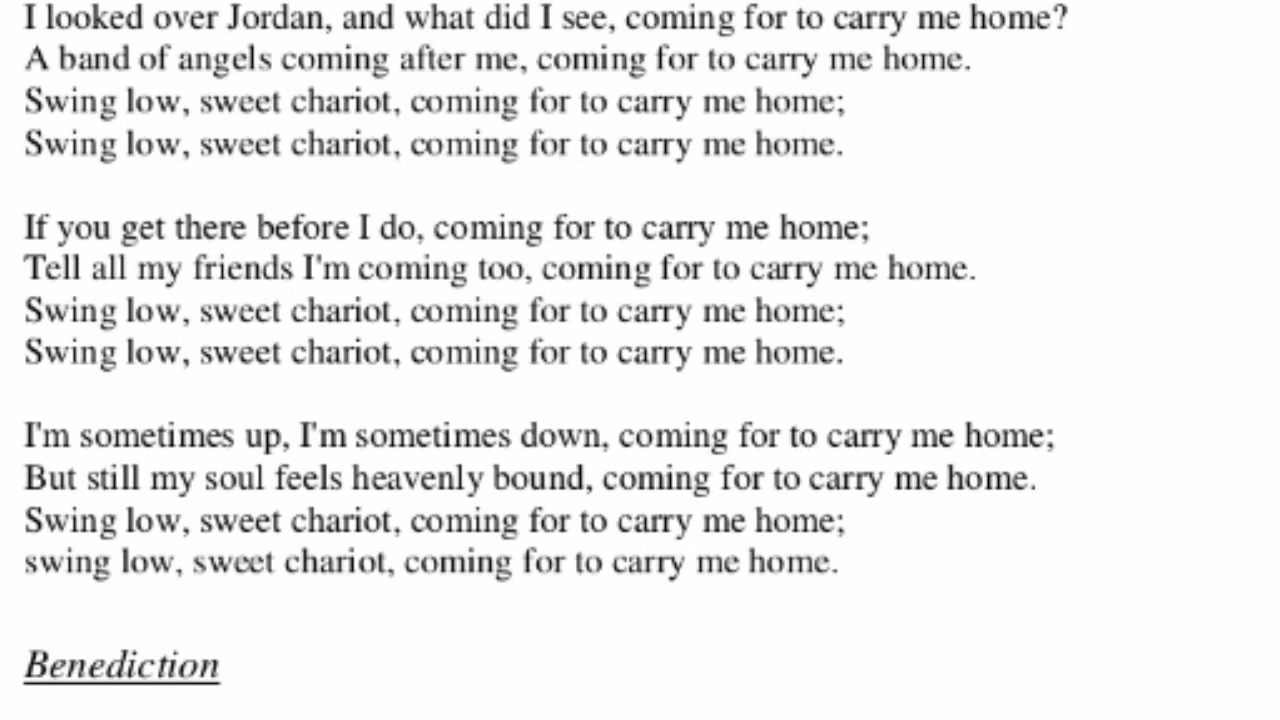 I looked over Jordan, and what did I see, coming for to carry me home?
A band of angels coming after me, coming for to carry me home.
Swing low, sweet chariot, coming for to carry me home;
Swing low, sweet chariot, coming for to carry me home.
If you get there before I do, coming for to carry me home;
Tell all my friends I'm coming too, coming for to carry me home.
Swing low, sweet chariot, coming for to carry me home;
Swing low, sweet chariot, coming for to carry me home.
I'm sometimes up, I'm sometimes down, coming for to carry me home;
But still my soul feels heavenly bound, coming for to carry me home.
Swing low, sweet chariot, coming for to carry me home;
swing low, sweet chariot, coming for to carry me home.
Benediction